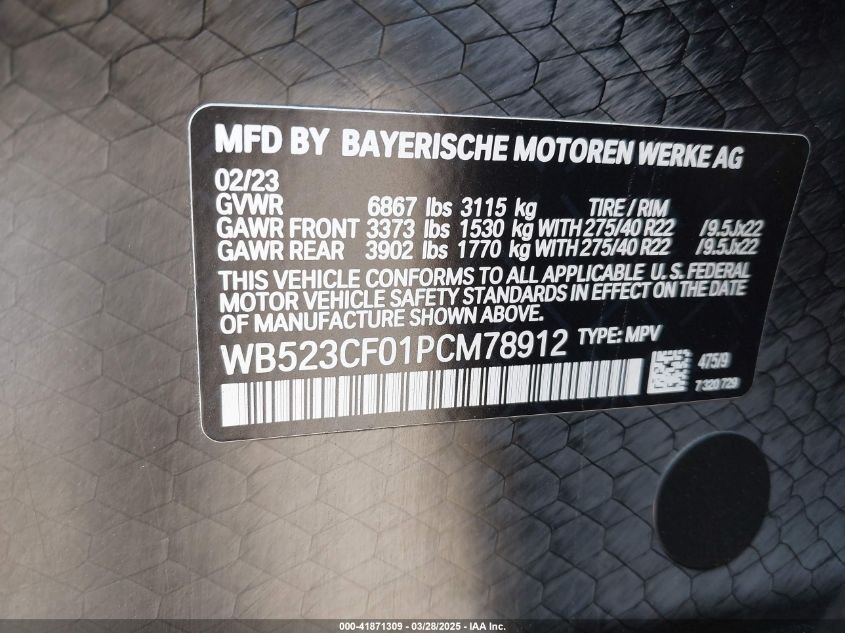 MFD BY BAYERISCHE MOTOREN WERKE AG
02/23
GVWR 6867 lbs 3115 kg TIRE / RIM
GAWR FRONT 3373 lbs 1530 kg WITH 275/40 R22 /9.5Jx22
GAWR REAR 3902 lbs 1770 kg WITH 275/40 R22 /9.5Jx22
THIS VEHICLE CONFORMS TO ALL APPLICABLE U.S. FEDERAL
MOTOR VEHICLE SAFETY STANDARDS IN EFFECT ON THE DATE
OF MANUFACTURE SHOWN ABOVE.
WB523CF01PCM78912 TYPE: MPV
475/9
7 320 729
000-41871309 - 03/28/2025 - IAA Inc.